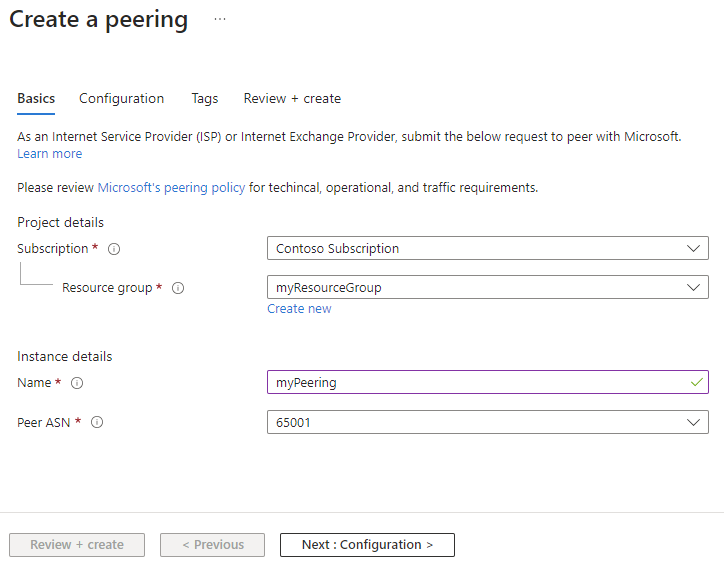 Create a peering ...
Basics Configuration Tags Review + create
As an Internet Service Provider (ISP) or Internet Exchange Provider, submit the below request to peer with Microsoft.
Learn more
Please review Microsoft's peering policy for techincal, operational, and traffic requirements.
Project details
Subscription * Contoso Subscription
Resource group * myResourceGroup
Create new
Instance details
Name * myPeering
Peer ASN * 65001
Review + create < Previous Next : Configuration >